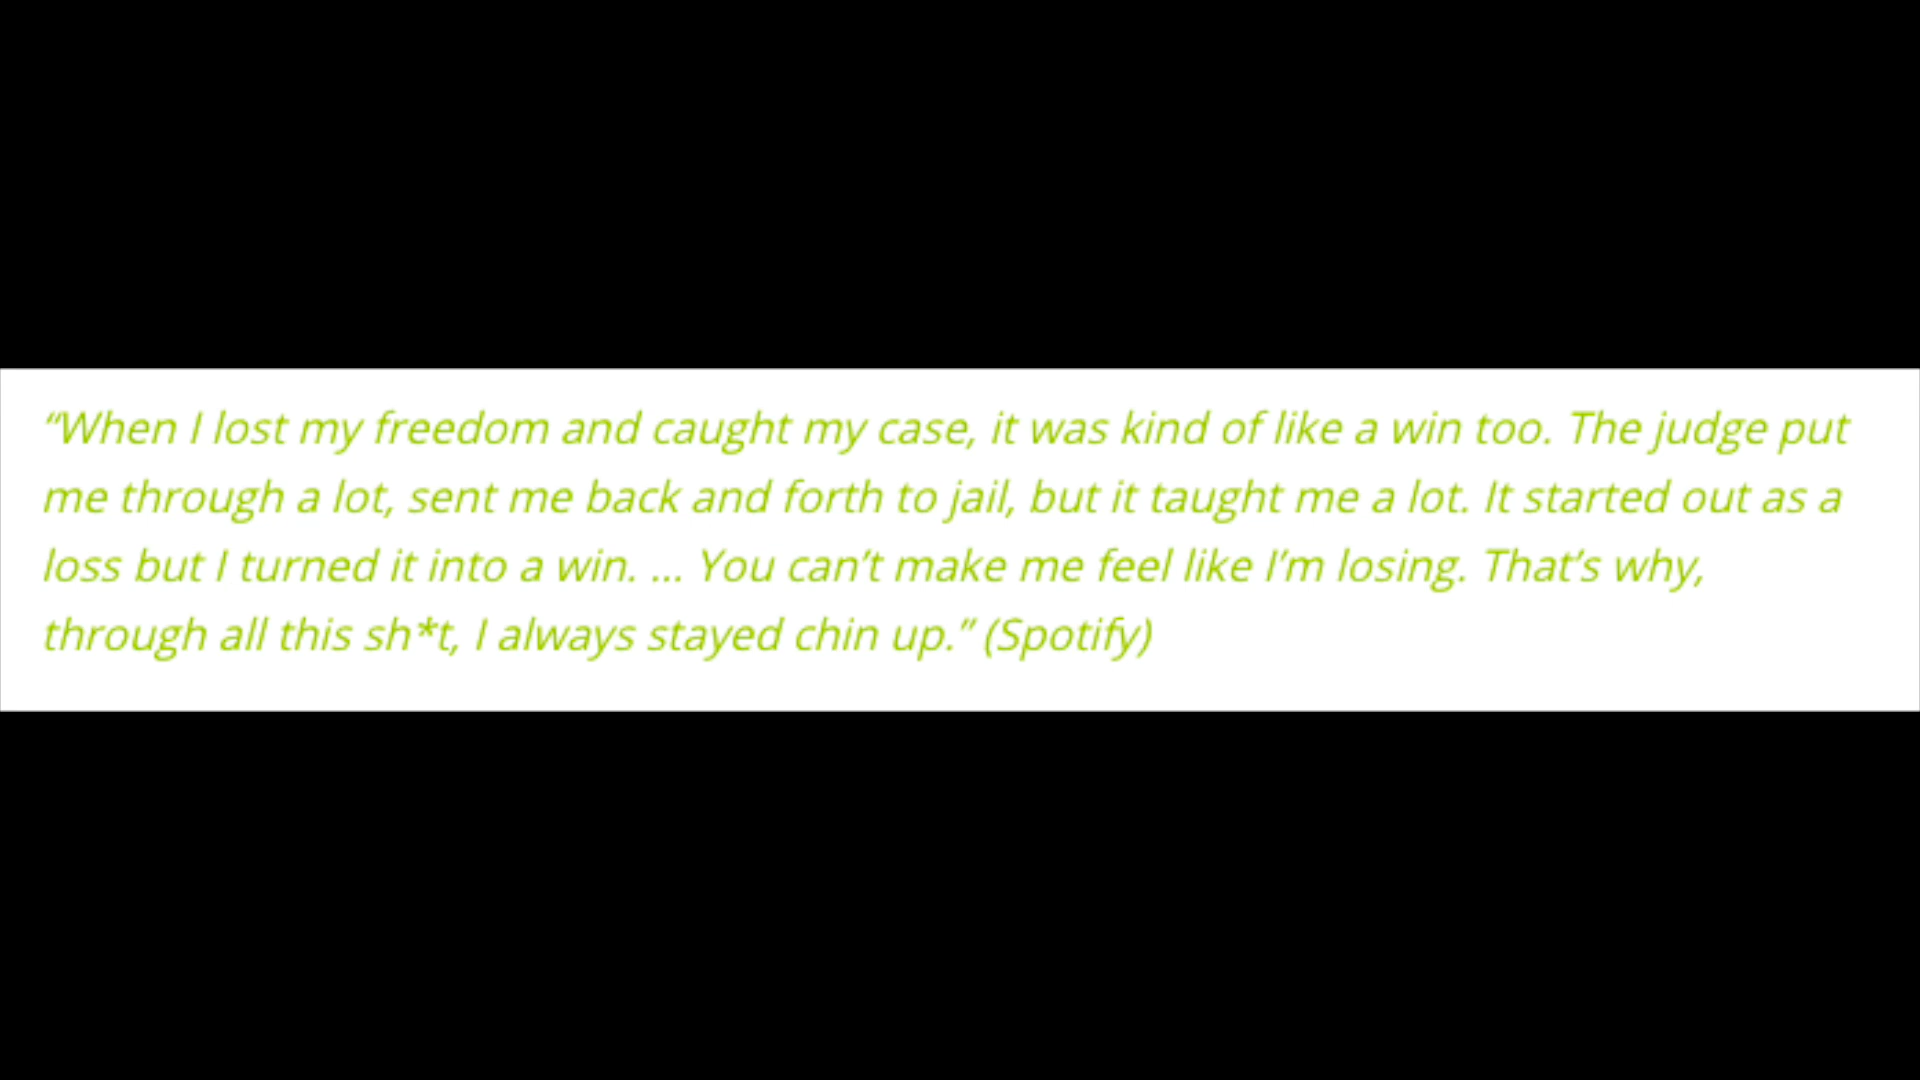 “When I lost my freedom and caught my case, it was kind of like a win too. The judge put
me through a lot, sent me back and forth to jail, but it taught me a lot. It started out as a
loss but I turned it into a win. ... You can’t make me feel like I’m losing. That’s why,
through all this sh*t, I always stayed chin up.” (Spotify)